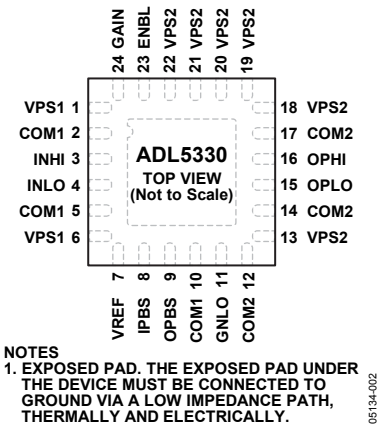 24 GAIN
23 ENBL
22 VPS2
21 VPS2
20 VPS2
19 VPS2
VPS1 1
COM1 2
INHI 3
INLO 4
COM1 5
VPS1 6
ADL5330
TOP VIEW
(Not to Scale)
18 VPS2
17 COM2
16 OPHI
15 OPLO
14 COM2
13 VPS2
VREF 7
IPBS 8
OPBS 9
COM1 10
GNLO 11
COM2 12
NOTES
1. EXPOSED PAD. THE EXPOSED PAD UNDER
THE DEVICE MUST BE CONNECTED TO
GROUND VIA A LOW IMPEDANCE PATH,
THERMALLY AND ELECTRICALLY.
05134-002